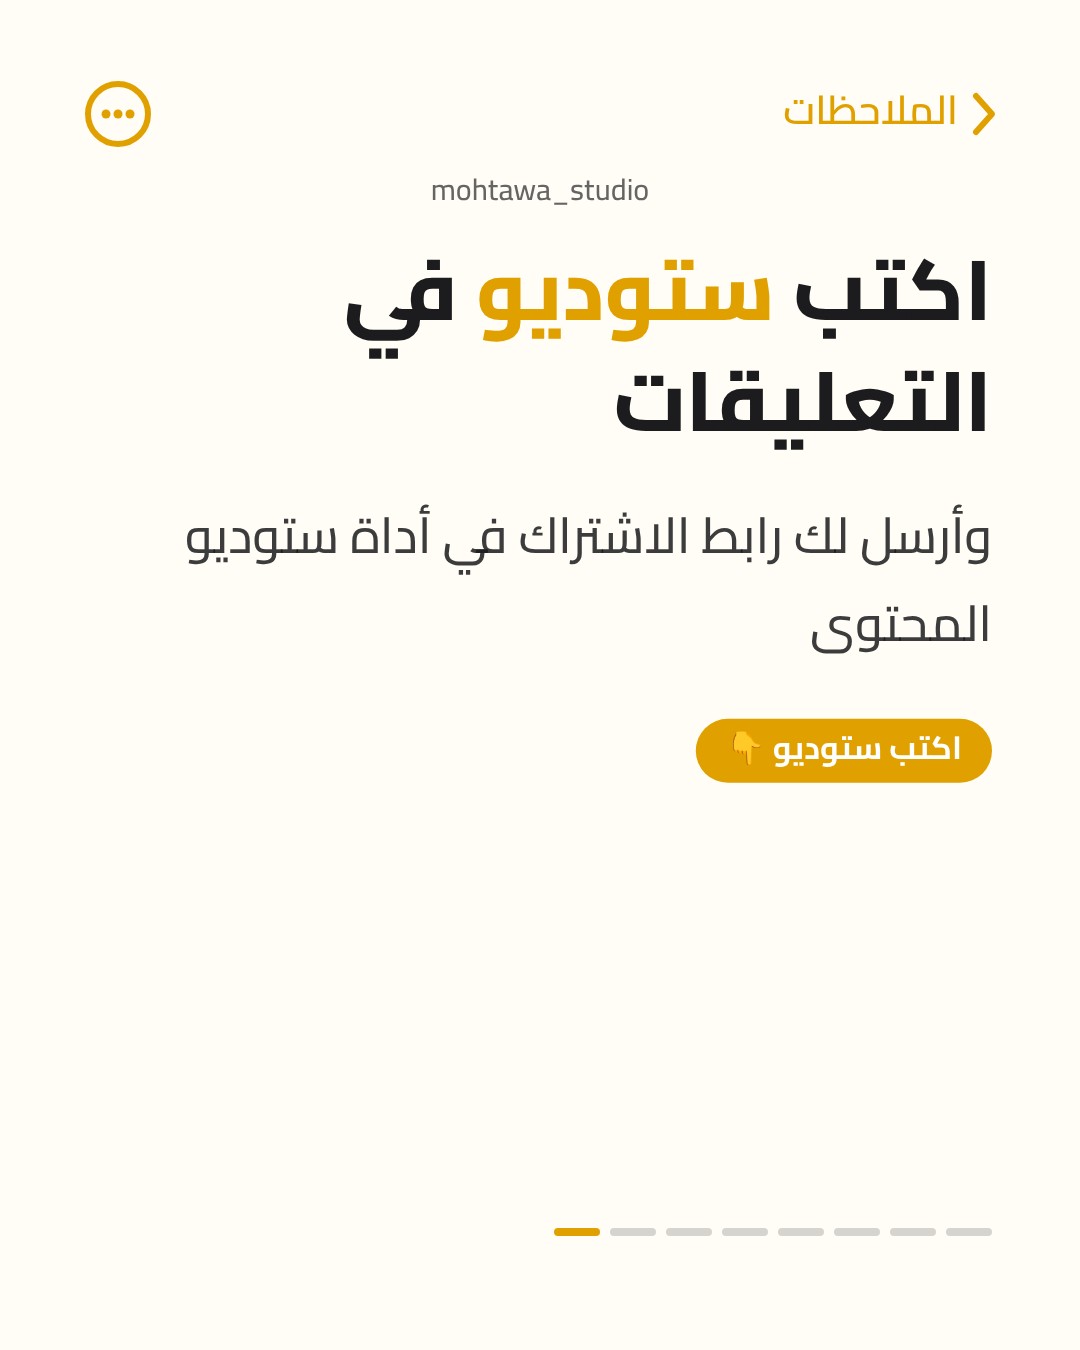 الملاحظات
mohtawa_studio
اكتب ستوديو في
التعليقات
وأرسل لك رابط الاشتراك في أداة ستوديو
المحتوى
اكتب ستوديو 👇